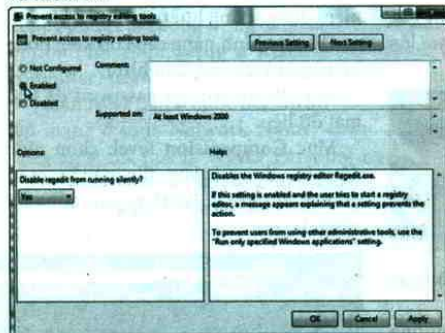 Prevent access to registry editing tools
Prevent access to registry editing tools
Previous Setting
Next Setting
Not Configured
Comment:
Enabled
Disabled
Supported on:
At least Windows 2000
Options:
Help:
Disable regedit from running silently?
Yes
Disables the Windows registry editor Regedit.exe.
If this setting is enabled and the user tries to start a registry
editor, a message appears explaining that a setting prevents the
action.
To prevent users from using other administrative tools, use the
"Run only specified Windows applications" setting.
OK
Cancel
Apply